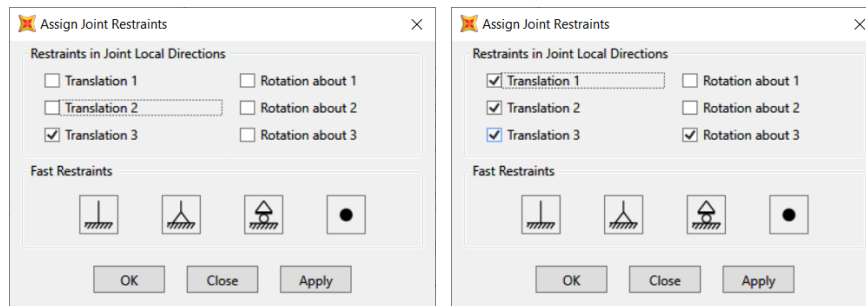 Assign Joint Restraints
Restraints in Joint Local Directions
Translation 1 Rotation about 1
Translation 2 Rotation about 2
Translation 3 Rotation about 3
Fast Restraints
OK Close Apply
Assign Joint Restraints
Restraints in Joint Local Directions
Translation 1 Rotation about 1
Translation 2 Rotation about 2
Translation 3 Rotation about 3
Fast Restraints
OK Close Apply